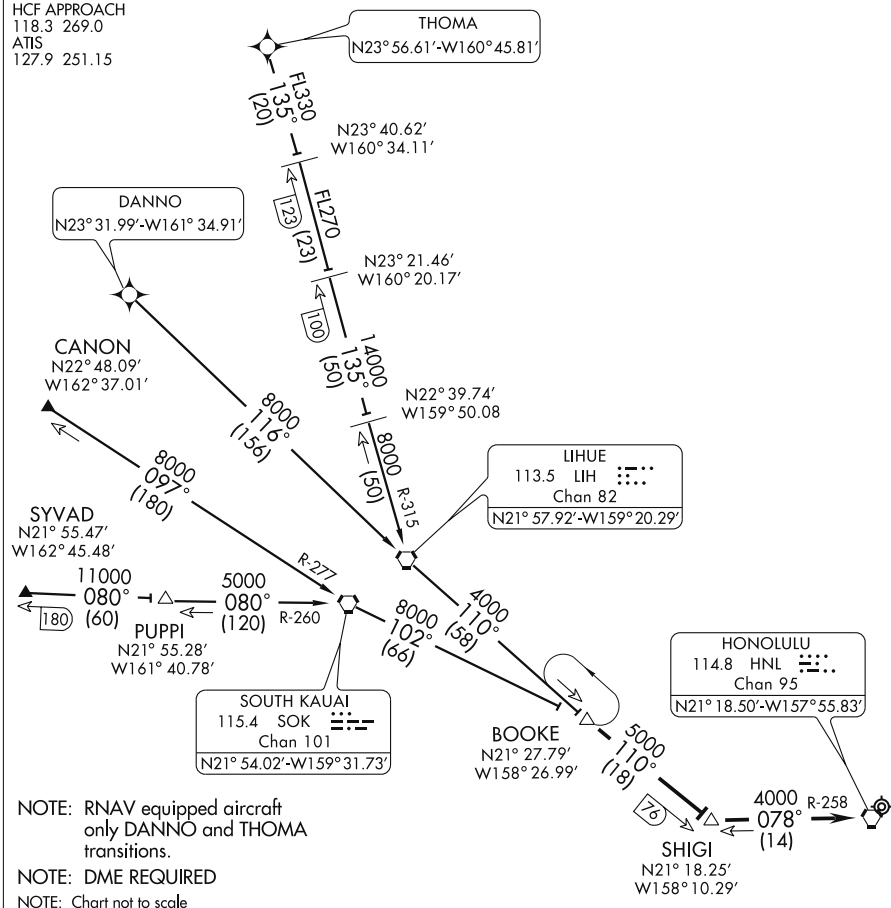 HCF APPROACH
118.3 269.0
ATIS
127.9 251.15
THOMA
N23°56.61'-W160°45.81'
FL330
135°
(20)
N23°40.62'
W160°34.11'
123
FL270
(23)
DANNO
N23°31.99'-W161°34.91'
N23°21.46'
W160°20.17'
100
14000
135°
(50)
CANON
N22°48.09'
W162°37.01'
8000
116°
(156)
N22°39.74'
W159°50.08
8000
(50)
R-315
8000
097°
(180)
R-277
LIHUE
113.5 LIH
Chan 82
N21°57.92'-W159°20.29'
SYVAD
N21°55.47'
W162°45.48'
11000
080°
(60)
180
PUPPI
N21°55.28'
W161°40.78'
5000
080°
(120)
R-260
8000
102°
(66)
4000
110°
(58)
SOUTH KAUAI
115.4 SOK
Chan 101
N21°54.02'-W159°31.73'
HONOLULU
114.8 HNL
Chan 95
N21°18.50'-W157°55.83'
BOOKE
N21°27.79'
W158°26.99'
5000
110°
(18)
76
SHIGI
N21°18.25'
W158°10.29'
4000
078°
(14)
R-258
NOTE: RNAV equipped aircraft
only DANNO and THOMA
transitions.
NOTE: DME REQUIRED
NOTE: Chart not to scale